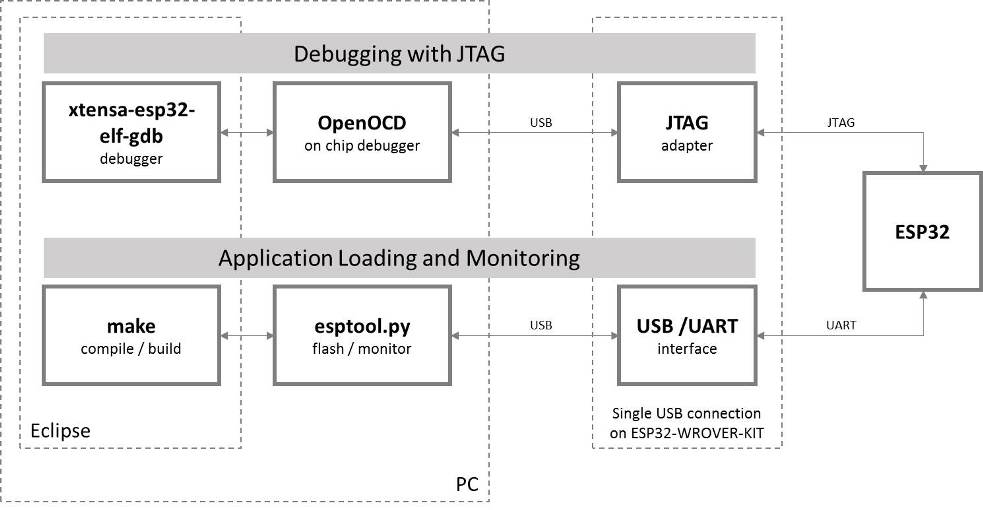 Debugging with JTAG
xtensa-esp32-
elf-gdb
debugger
OpenOCD
on chip debugger
USB
JTAG
adapter
JTAG
ESP32
Application Loading and Monitoring
make
compile / build
esptool.py
flash / monitor
USB
USB /UART
interface
UART
Eclipse
Single USB connection
on ESP32-WROVER-KIT
PC